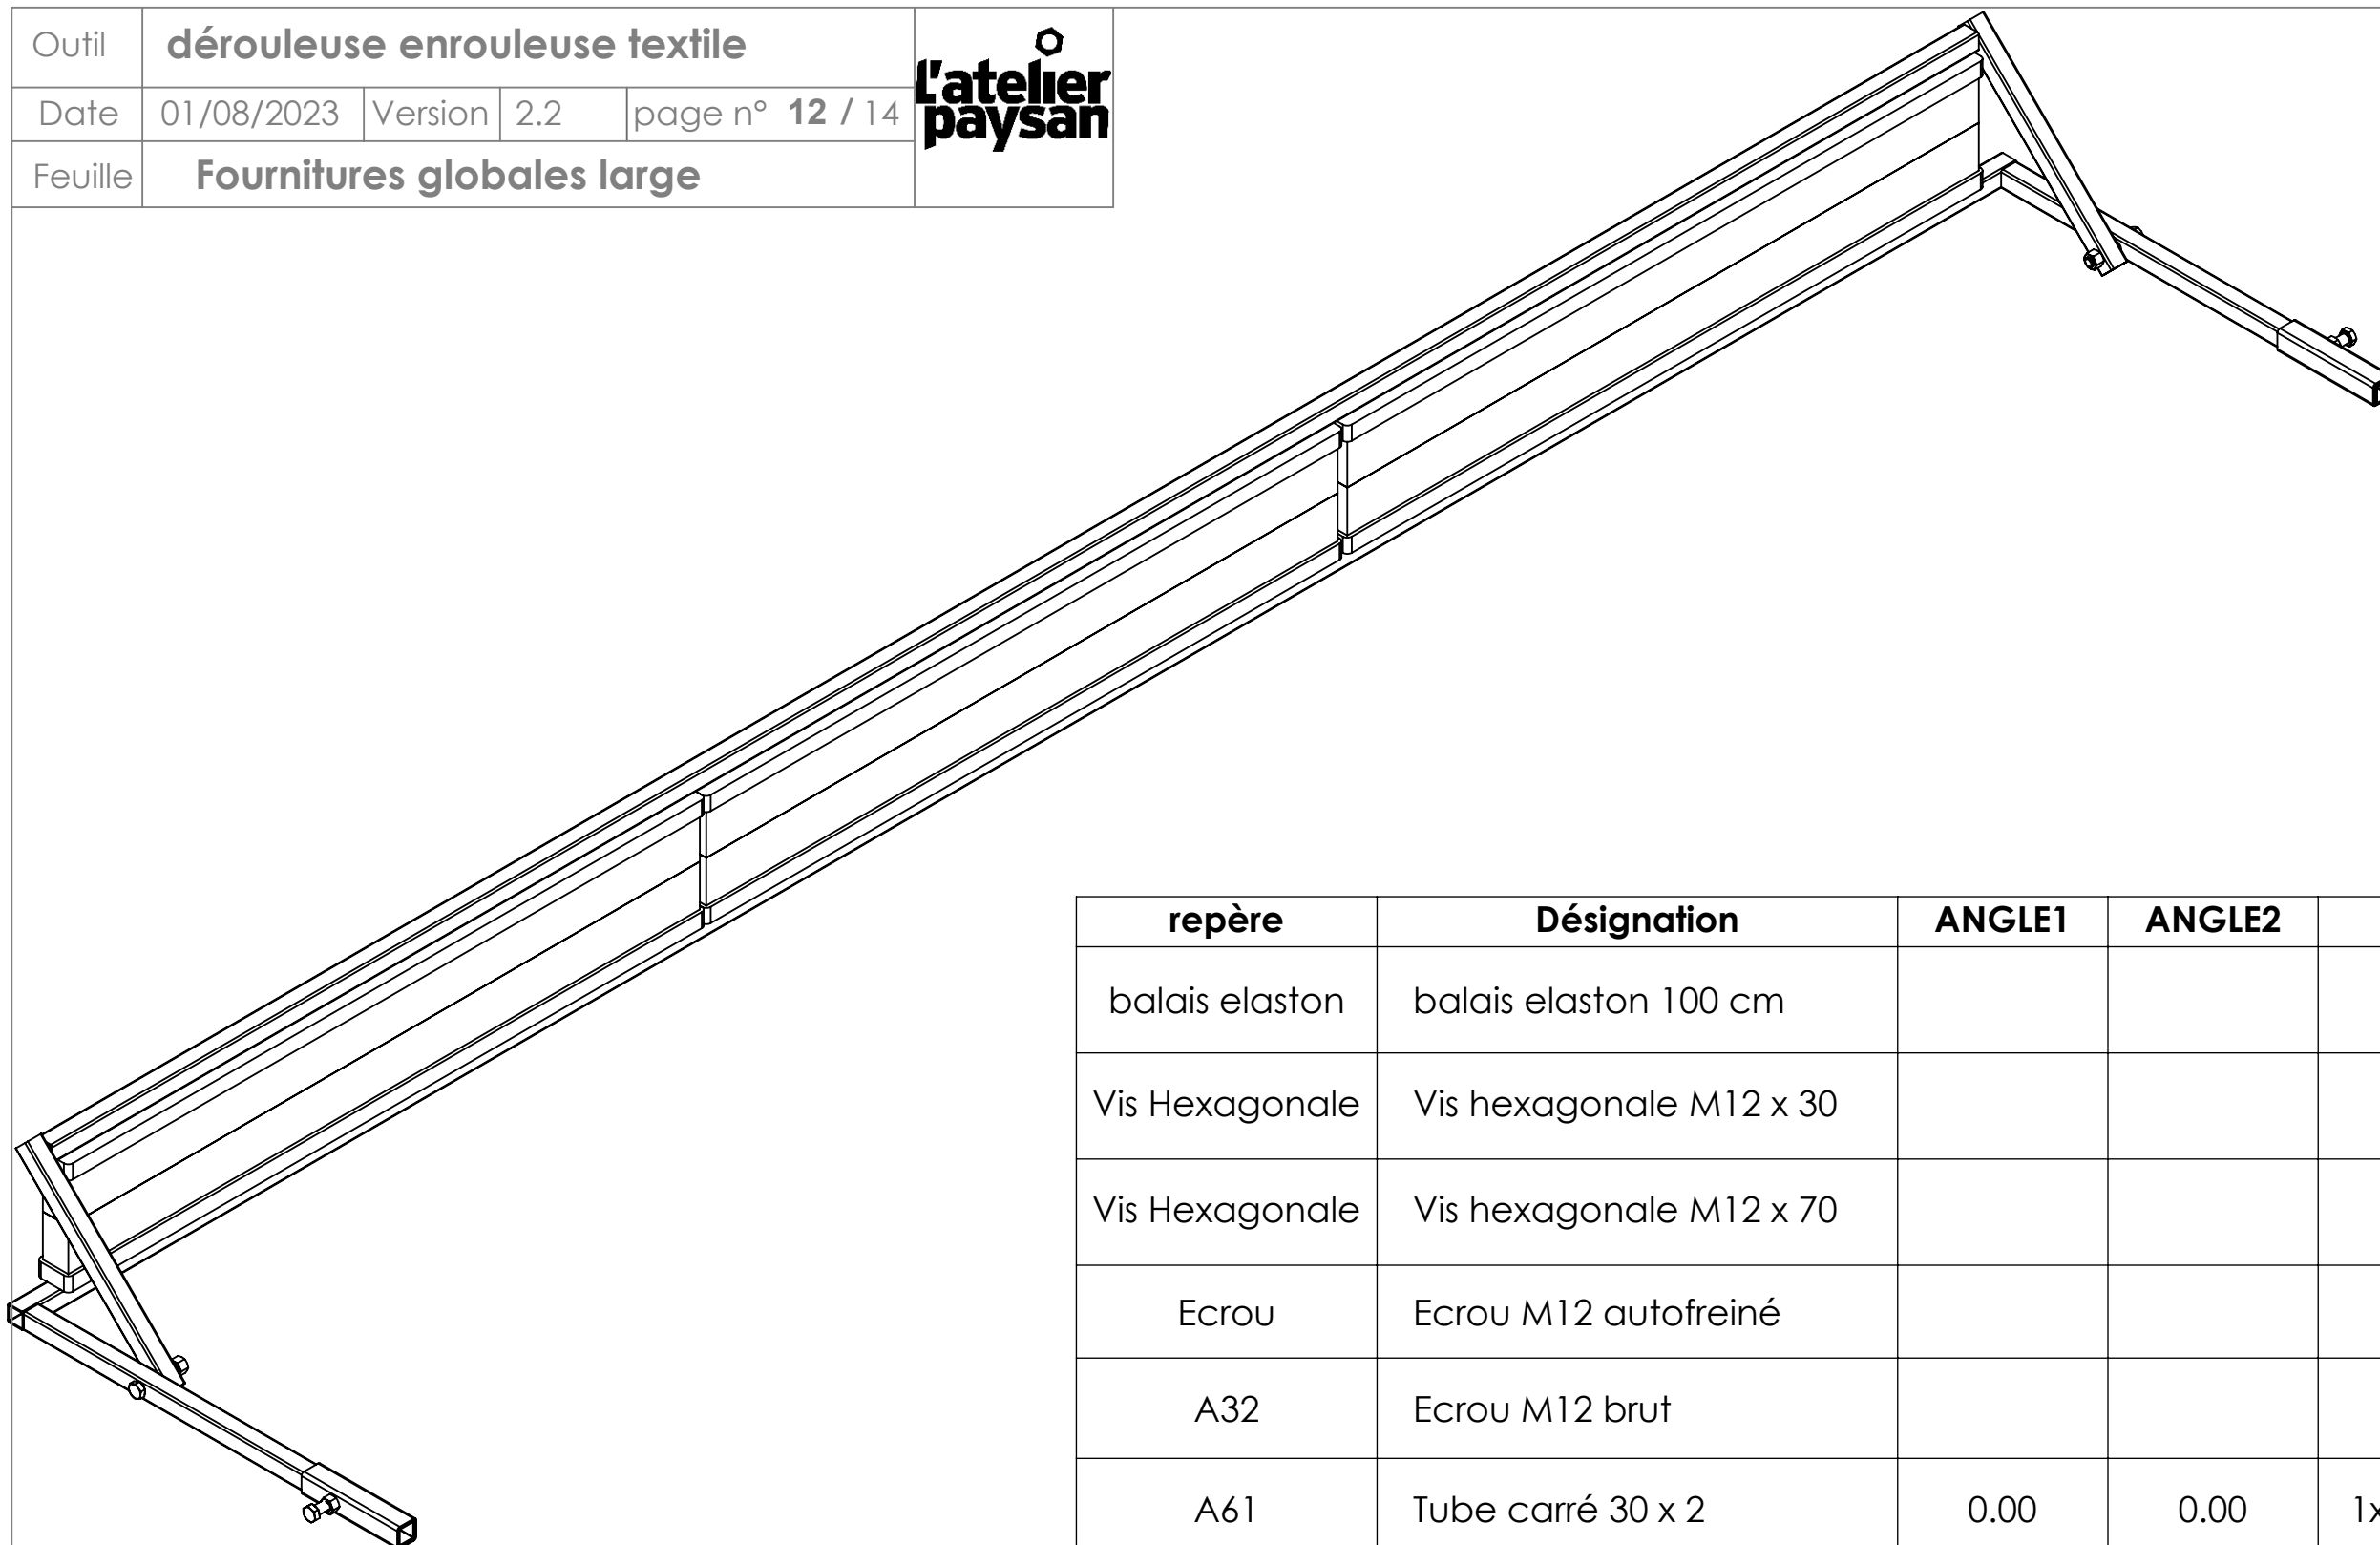 Outil dérouleuse enrouleuse textile
Date 01/08/2023 Version 2.2 page n° 12 / 14
Feuille Fournitures globales large
l'atelier
paysan
repère Désignation ANGLE1 ANGLE2
balais elaston balais elaston 100 cm
Vis Hexagonale Vis hexagonale M12 x 30
Vis Hexagonale Vis hexagonale M12 x 70
Ecrou Ecrou M12 autofreiné
A32 Ecrou M12 brut
A61 Tube carré 30 x 2 0.00 0.00 1x